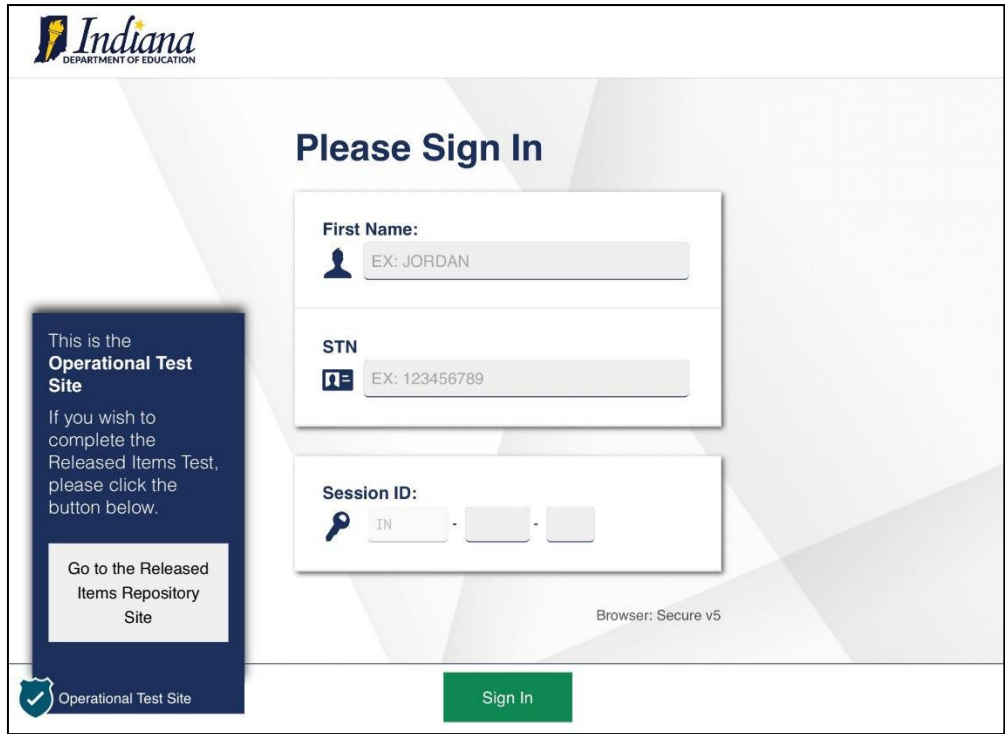 Indiana
DEPARTMENT OF EDUCATION
Please Sign In
First Name:
EX: JORDAN
STN
EX: 123456789
Session ID:
IN - -
Browser: Secure v5
This is the
Operational Test
Site
If you wish to
complete the
Released Items Test,
please click the
button below.
Go to the Released
Items Repository
Site
Operational Test Site
Sign In